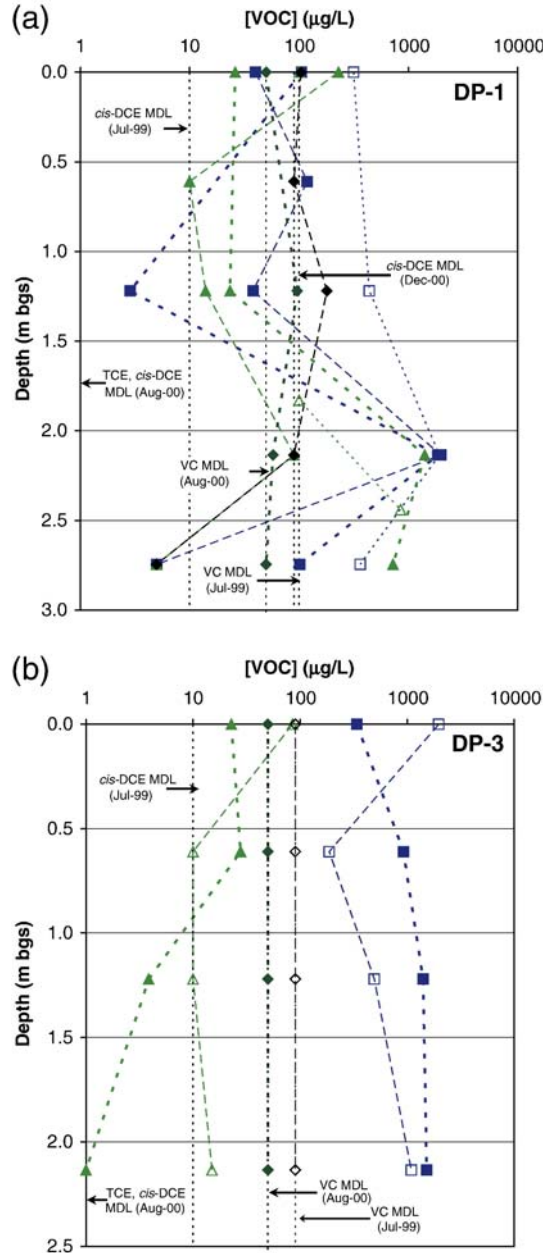 (a)
[VOC] (µg/L)
1 10 100 1000 10000
DP-1
0.0
cis-DCE MDL
(Jul-99)
0.5
1.0
cis-DCE MDL
(Dec-00)
Depth (m bgs)
1.5
TCE, cis-DCE
MDL (Aug-00)
2.0
VC MDL
(Aug-00)
2.5
VC MDL
(Jul-99)
3.0
(b)
[VOC] (µg/L)
1 10 100 1000 10000
DP-3
0.0
cis-DCE MDL
(Jul-99)
0.5
1.0
Depth (m bgs)
1.5
2.0
TCE, cis-DCE
MDL (Aug-00)
VC MDL
(Aug-00)
VC MDL
(Jul-99)
2.5